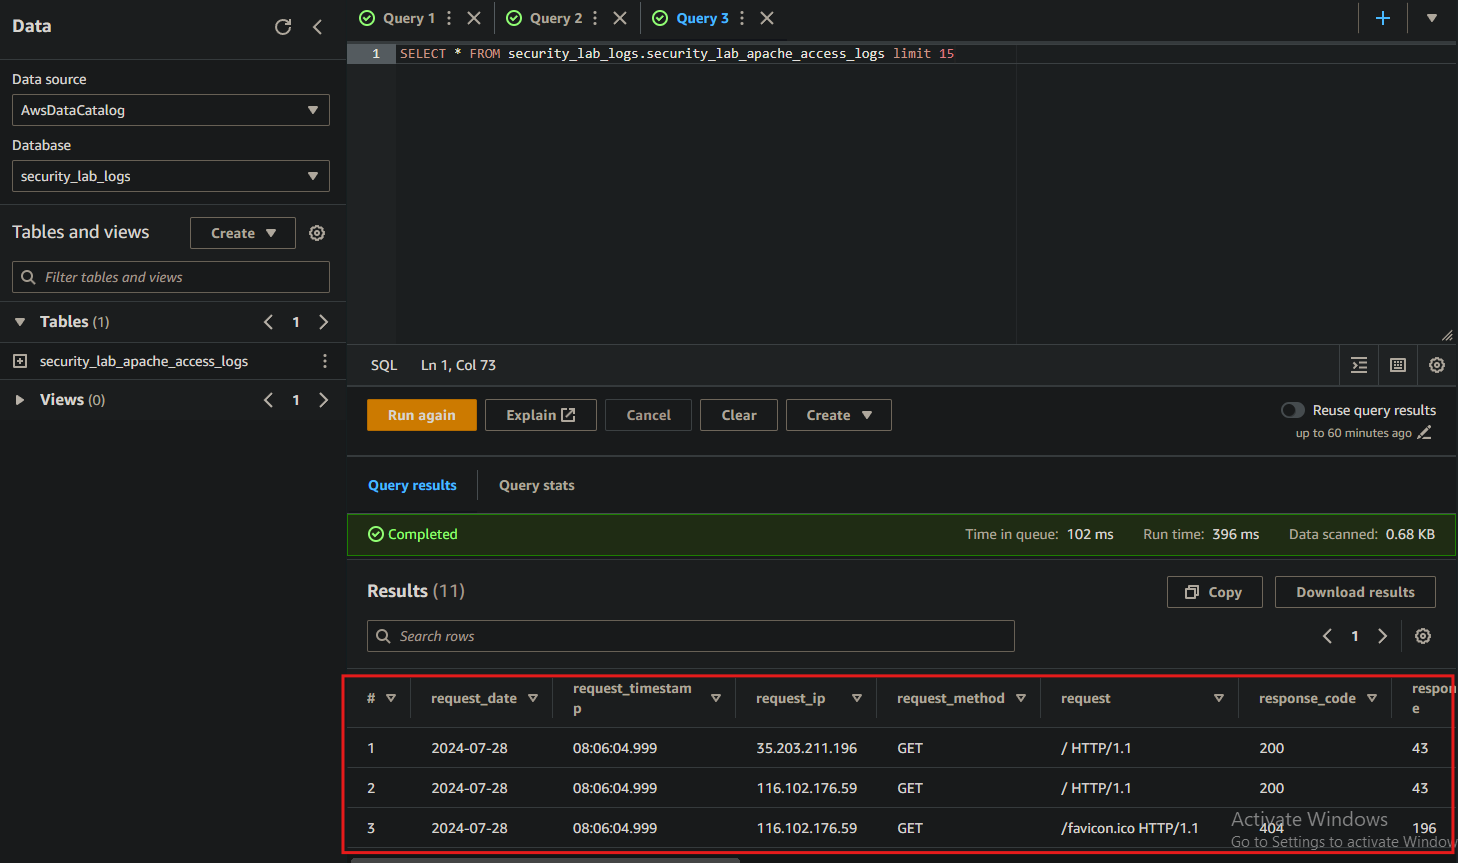 Data
Data source
AwsDataCatalog
Database
security_lab_logs
Tables and views
Create
Filter tables and views
Tables (1)
1
security_lab_apache_access_logs
Views (0)
1
Query 1
Query 2
Query 3
1 SELECT * FROM security_lab_logs.security_lab_apache_access_logs limit 15
SQL Ln 1, Col 73
Run again
Explain
Cancel
Clear
Create
Reuse query results
up to 60 minutes ago
Query results
Query stats
Completed
Time in queue: 102 ms Run time: 396 ms Data scanned: 0.68 KB
Results (11)
Copy
Download results
Search rows
1
# request_date request_timestam request_ip request_method request response_code respon
p e
1 2024-07-28 08:06:04.999 35.203.211.196 GET / HTTP/1.1 200 43
2 2024-07-28 08:06:04.999 116.102.176.59 GET / HTTP/1.1 200 43
3 2024-07-28 08:06:04.999 116.102.176.59 GET /favicon.ico HTTP/1.1 404 196
Activate Windows
Go to Settings to activate Window